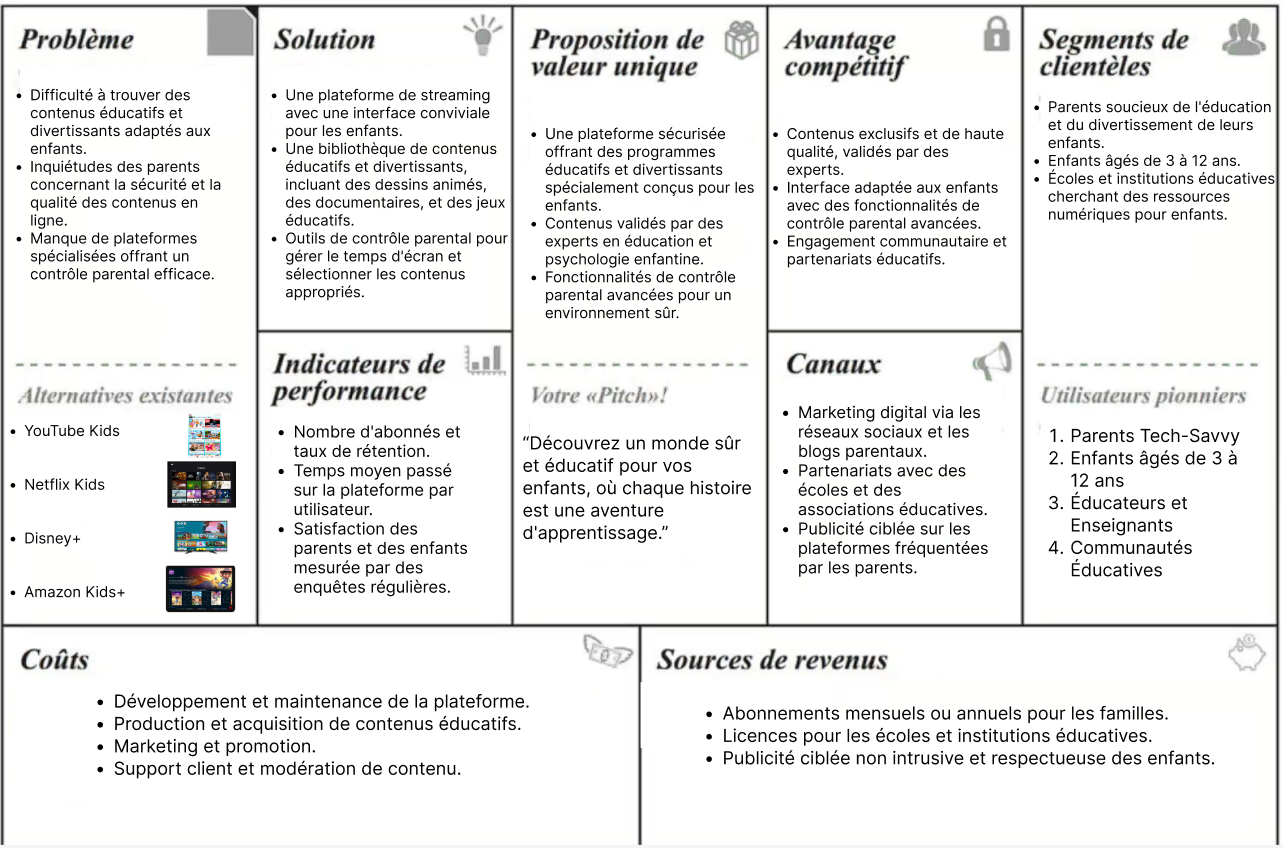 Problème
• Difficulté à trouver des
contenus éducatifs et
divertissants adaptés aux
enfants.
• Inquiétudes des parents
concernant la sécurité et la
qualité des contenus en
ligne.
• Manque de plateformes
spécialisées offrant un
contrôle parental efficace.
Alternatives existantes
• YouTube Kids
• Netflix Kids
• Disney+
• Amazon Kids+
Solution
• Une plateforme de streaming
avec une interface conviviale
pour les enfants.
• Une bibliothèque de contenus
éducatifs et divertissants,
incluant des dessins animés,
des documentaires, et des jeux
éducatifs.
• Outils de contrôle parental pour
gérer le temps d'écran et
sélectionner les contenus
appropriés.
Indicateurs de
performance
• Nombre d'abonnés et
taux de rétention.
• Temps moyen passé
sur la plateforme par
utilisateur.
• Satisfaction des
parents et des enfants
mesurée par des
enquêtes régulières.
Proposition de
valeur unique
• Une plateforme sécurisée
offrant des programmes
éducatifs et divertissants
spécialement conçus pour les
enfants.
• Contenus validés par des
experts en éducation et
psychologie enfantine.
• Fonctionnalités de contrôle
parental avancées pour un
environnement sûr.
Votre «Pitch»!
“Découvrez un monde sûr
et éducatif pour vos
enfants, où chaque histoire
est une aventure
d'apprentissage.”
Avantage
compétitif
• Contenus exclusifs et de haute
qualité, validés par des
experts.
• Interface adaptée aux enfants
avec des fonctionnalités de
contrôle parental avancées.
• Engagement communautaire et
partenariats éducatifs.
Canaux
• Marketing digital via les
réseaux sociaux et les
blogs parentaux.
• Partenariats avec des
écoles et des
associations éducatives.
• Publicité ciblée sur les
plateformes fréquentées
par les parents.
Segments de
clientèles
• Parents soucieux de l'éducation
et du divertissement de leurs
enfants.
• Enfants âgés de 3 à 12 ans.
• Écoles et institutions éducatives
cherchant des ressources
numériques pour enfants.
Utilisateurs pionniers
1. Parents Tech-Savvy
2. Enfants âgés de 3 à
12 ans
3. Éducateurs et
Enseignants
4. Communautés
Éducatives
Coûts
• Développement et maintenance de la plateforme.
• Production et acquisition de contenus éducatifs.
• Marketing et promotion.
• Support client et modération de contenu.
Sources de revenus
• Abonnements mensuels ou annuels pour les familles.
• Licences pour les écoles et institutions éducatives.
• Publicité ciblée non intrusive et respectueuse des enfants.